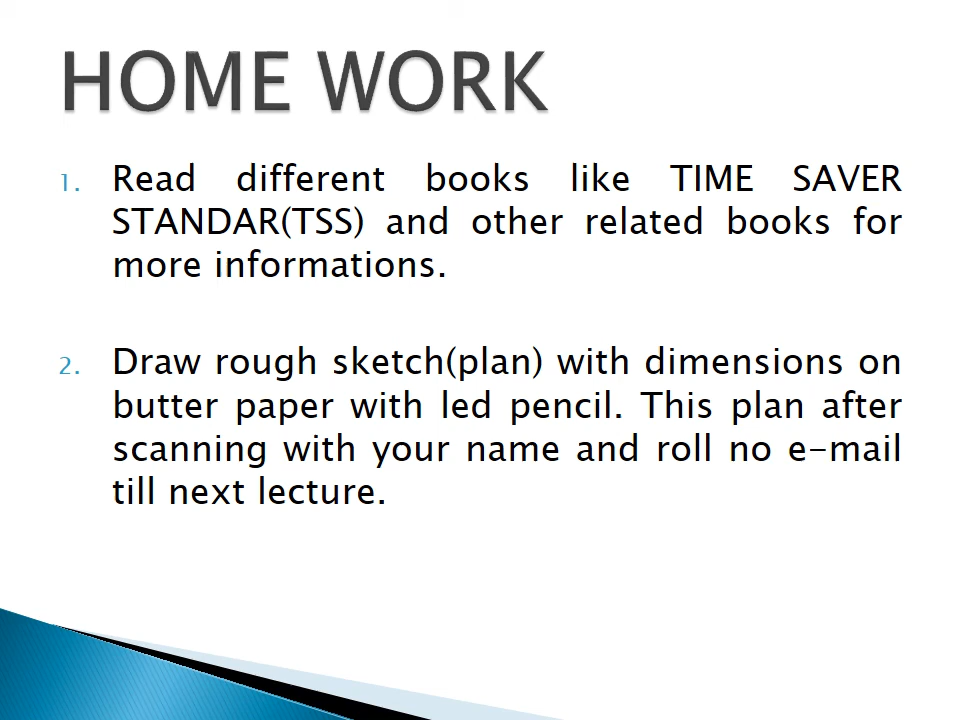 HOME WORK
1. Read different books like TIME SAVER
STANDAR(TSS) and other related books for
more informations.
2. Draw rough sketch(plan) with dimensions on
butter paper with led pencil. This plan after
scanning with your name and roll no e-mail
till next lecture.